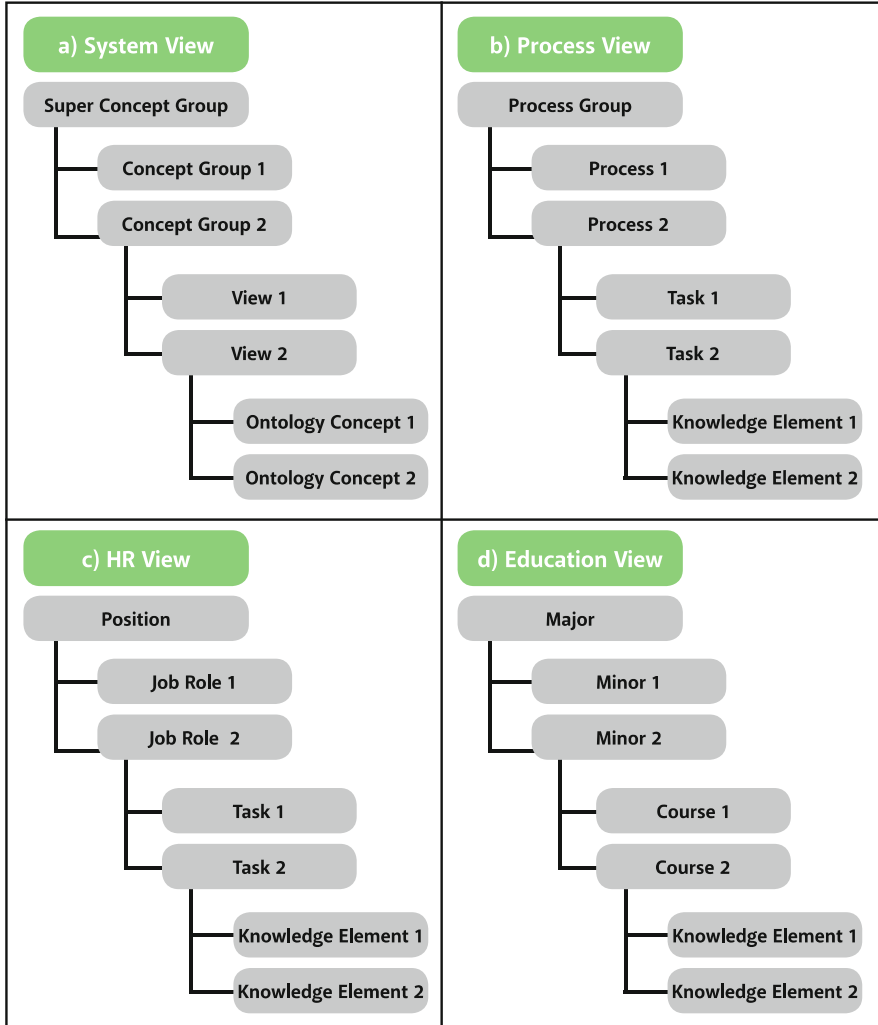 a) System View
Super Concept Group
Concept Group 1
Concept Group 2
View 1
View 2
Ontology Concept 1
Ontology Concept 2
b) Process View
Process Group
Process 1
Process 2
Task 1
Task 2
Knowledge Element 1
Knowledge Element 2
c) HR View
Position
Job Role 1
Job Role 2
Task 1
Task 2
Knowledge Element 1
Knowledge Element 2
d) Education View
Major
Minor 1
Minor 2
Course 1
Course 2
Knowledge Element 1
Knowledge Element 2